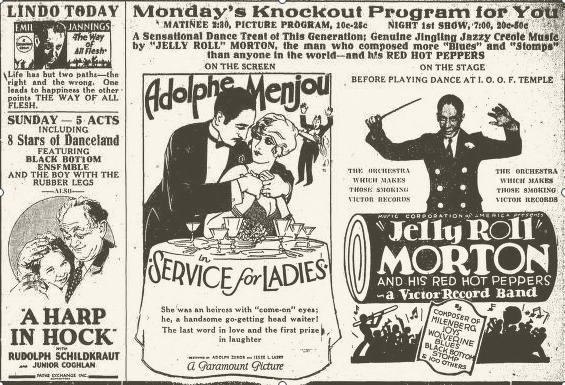 LINDO TODAY
EMIL JANNINGS
The Way
of
All Flesh
Life has but two paths—the
right and the wrong. One
leads to happiness the other
points THE WAY OF ALL
FLESH.
SUNDAY — 5 ACTS
INCLUDING
8 Stars of Danceland
FEATURING
BLACK BOTTOM
ENSEMBLE
AND THE BOY WITH THE
RUBBER LEGS
—ALSO—
"A HARP
IN HOCK"
WITH
RUDOLPH SCHILDKRAUT
and JUNIOR COGHLAN
PATHE EXCHANGE, INC.
Monday's Knockout Program for You
MATINEE 2:30, PICTURE PROGRAM, 10c-25c NIGHT 1st SHOW, 7:00, 20c-50c
A Sensational Dance Treat of This Generation; Genuine Jingling Jazzy Creole Music
by "JELLY ROLL" MORTON, the man who composed more "Blues" and "Stomps"
than anyone in the world—and his RED HOT PEPPERS
ON THE SCREEN
Adolphe Menjou
in
"SERVICE for LADIES"
She was an heiress with "come-on" eyes;
he, a handsome go-getting head waiter!
The last word in love and the first prize
in laughter
PRESENTED BY ADOLPH ZUKOR AND JESSE L. LASKY
A Paramount Picture
ON THE STAGE
BEFORE PLAYING DANCE AT I. O. O. F. TEMPLE
THE ORCHESTRA
WHICH MAKES
THOSE SMOKING
VICTOR RECORDS
THE ORCHESTRA
WHICH MAKES
THOSE SMOKING
VICTOR RECORDS
MUSIC CORPORATION of AMERICA presents
"Jelly Roll"
MORTON
AND HIS RED HOT PEPPERS
—a Victor Record Band
COMPOSER OF
MILENBERG
JOYS
WOLVERINE
BLUES
BLACK BOTTOM
STOMP
& 100 OTHERS